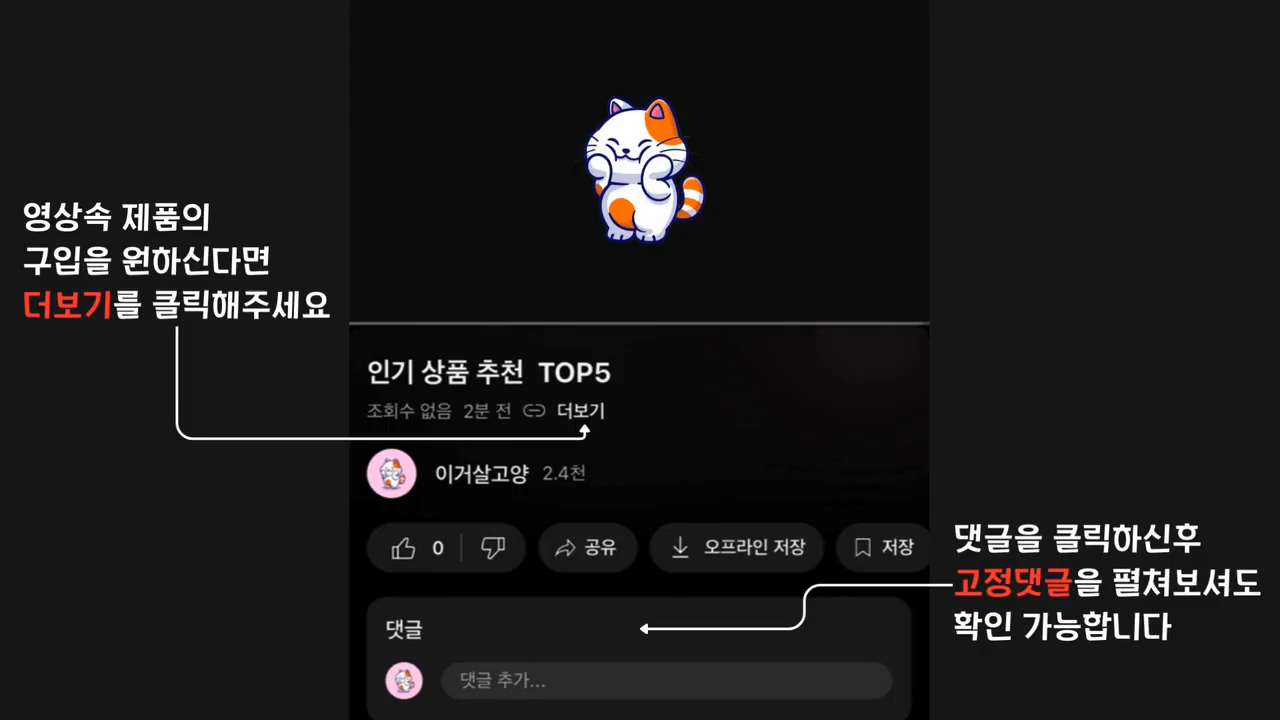 영상속 제품의
구입을 원하신다면
더보기를 클릭해주세요
인기 상품 추천 TOP5
조회수 없음 2분 전 더보기
이거살고양 2.4천
0 공유 오프라인 저장 저장
댓글을 클릭하신후
고정댓글을 펼쳐보셔도
확인 가능합니다
댓글
댓글 추가...